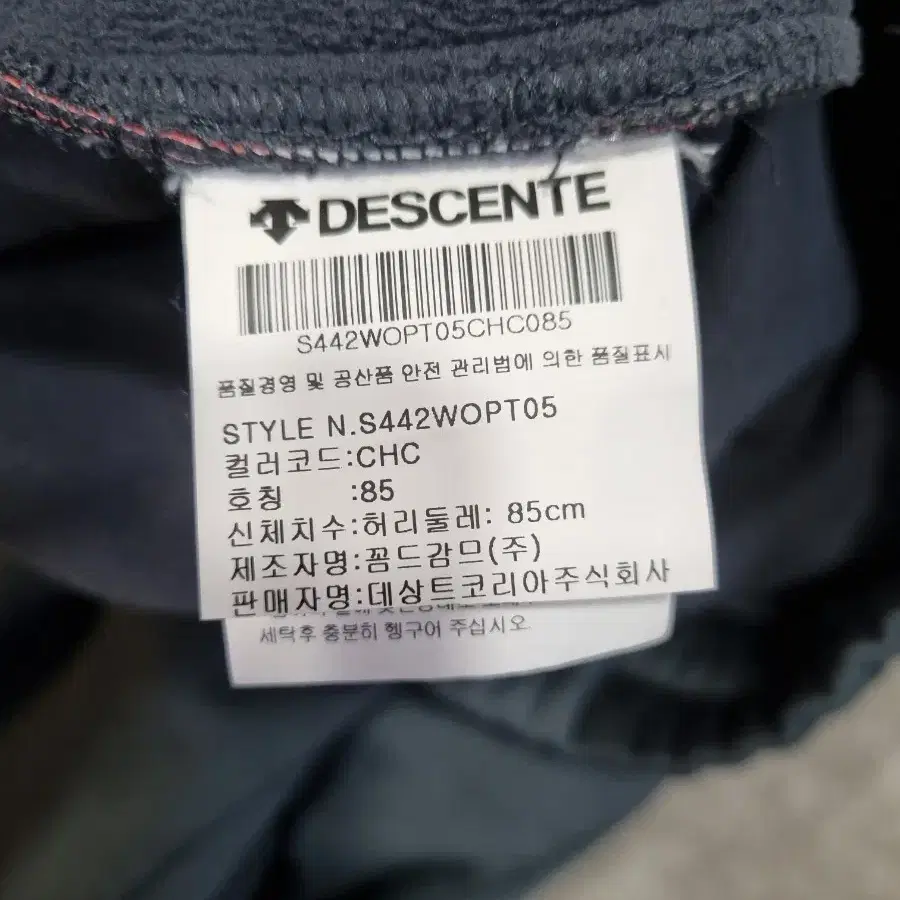 DESCENTE
S442WOPT05CHC085
품질경영 및 공산품 안전 관리법에 의한 품질표시
STYLE N.S442WOPT05
컬러코드:CHC
호칭 :85
신체치수:허리둘레: 85cm
제조자명:꼼드감므(주)
판매자명:데상트코리아주식회사
세탁후 충분히 헹구어 주십시오.